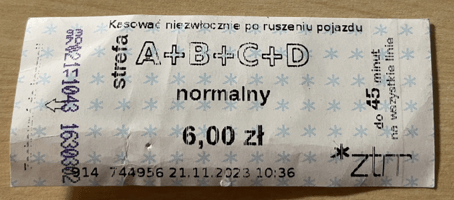 Kasować niezwłocznie po ruszeniu pojazdu
strefa
A+B+C+D
normalny
6,00 zł
do 45 minut
na wszystkie linie
*ztm
914 744956 21.11.2023 10:36